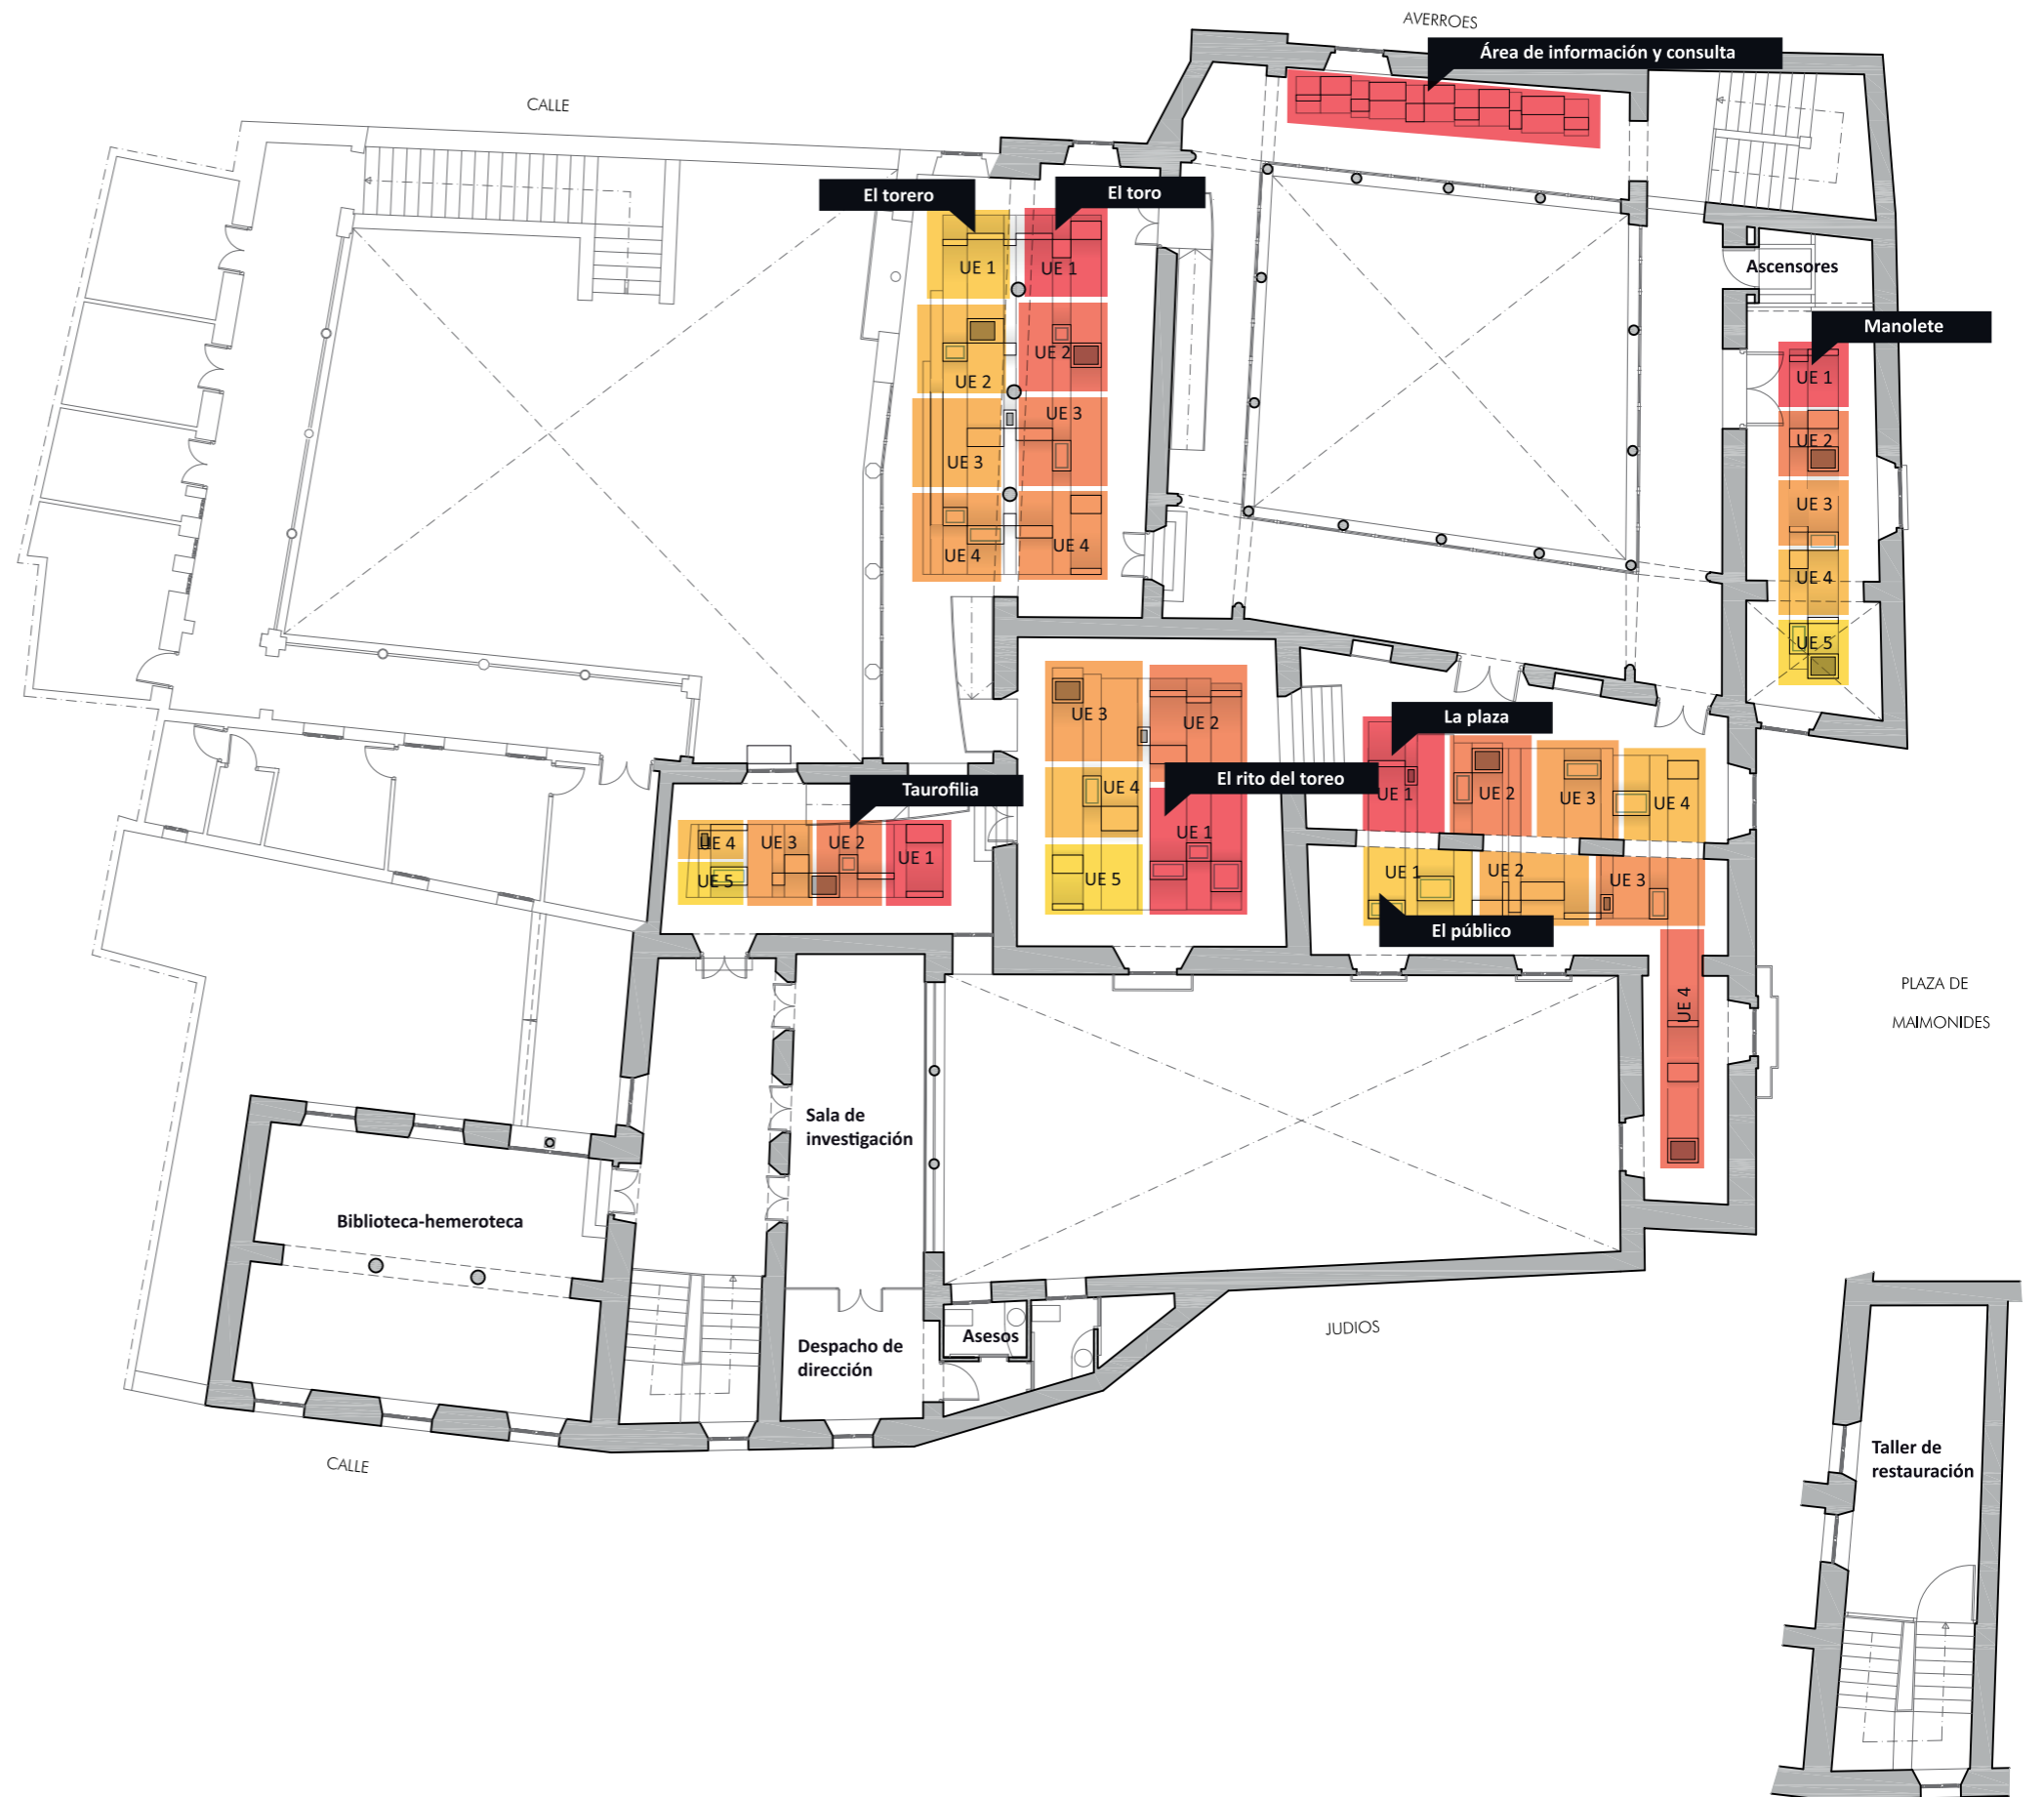 AVERROES
Área de información y consulta
CALLE
El torero
El toro
UE 1
UE 1
Ascensores
Manolete
UE 2
UE 2
UE 1
UE 3
UE 2
UE 3
UE 3
UE 4
UE 4
UE 4
UE 5
UE 3
UE 2
La plaza
Taurofilia
UE 4
El rito del toreo
UE 1
UE 2
UE 3
UE 4
UE 4
UE 3
UE 2
UE 1
UE 1
UE 5
UE 5
UE 1
UE 2
UE 3
El público
UE 4
PLAZA DE
MAIMONIDES
Sala de
investigación
Biblioteca-hemeroteca
Asesos
Despacho de
dirección
JUDIOS
CALLE
Taller de
restauración